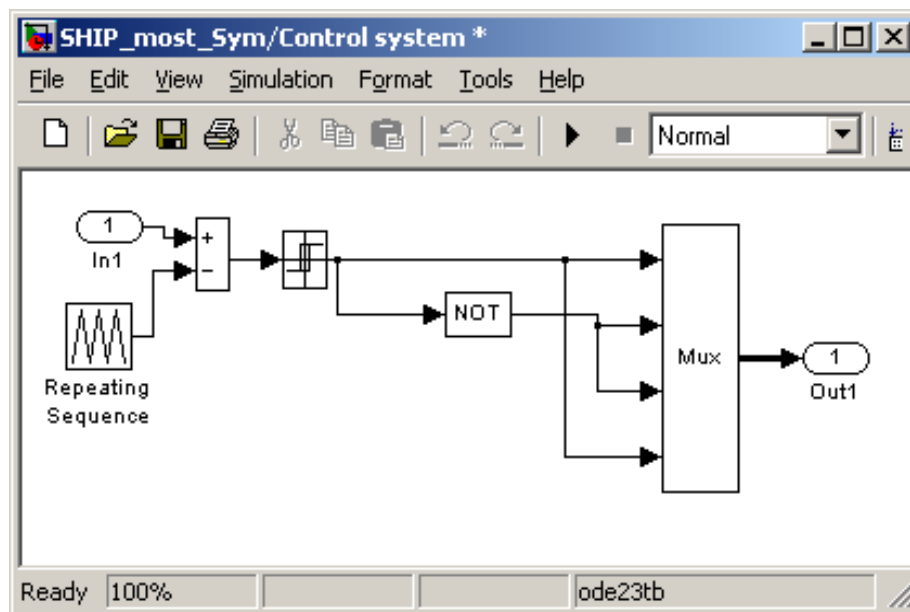 SHIP_most_Sym/Control system *
File Edit View Simulation Format Tools Help
Normal
1
In1
+
−
Repeating
Sequence
NOT
Mux
1
Out1
Ready 100% ode23tb